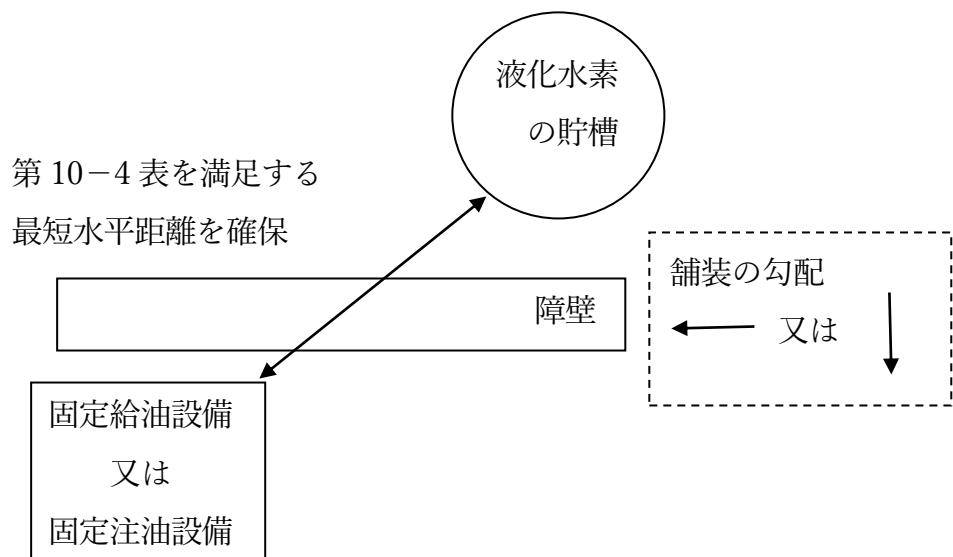 液化水素
の貯槽
第 10－4 表を満足する
最短水平距離を確保
障壁
舗装の勾配
又は
固定給油設備
又は
固定注油設備